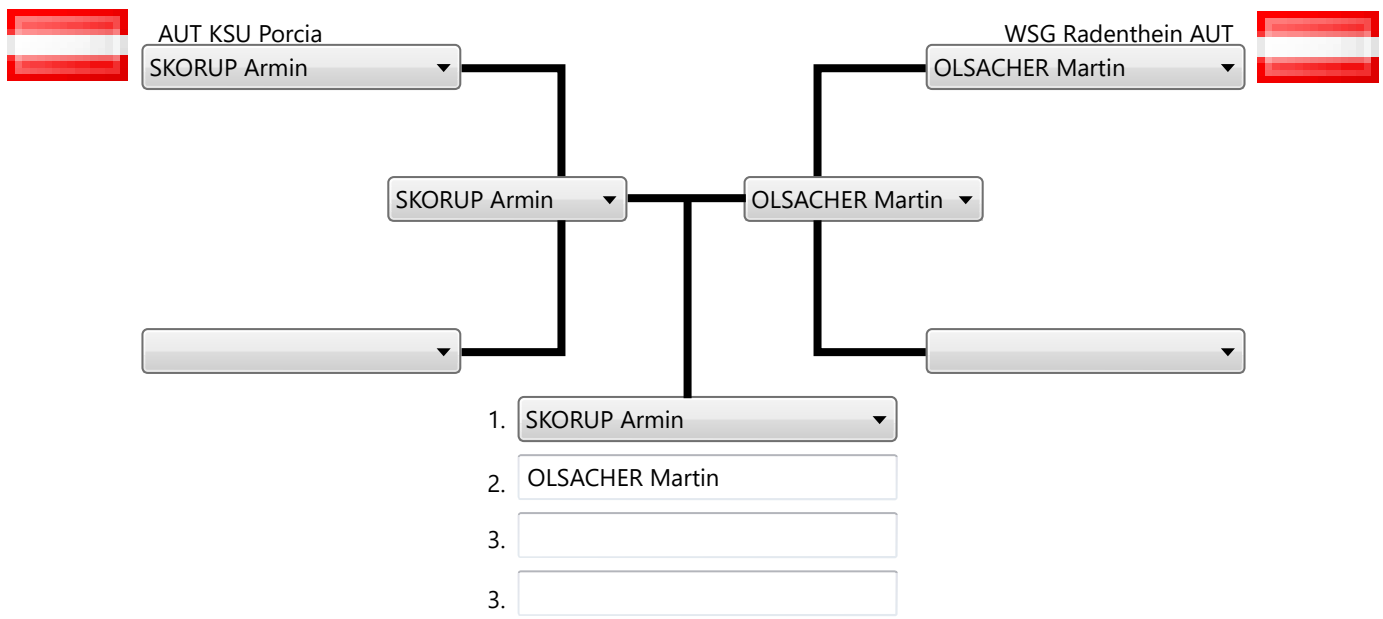 AUT KSU Porcia
WSG Radenthein AUT
SKORUP Armin
OLSACHER Martin
SKORUP Armin
OLSACHER Martin
1. SKORUP Armin
2. OLSACHER Martin
3.
3.